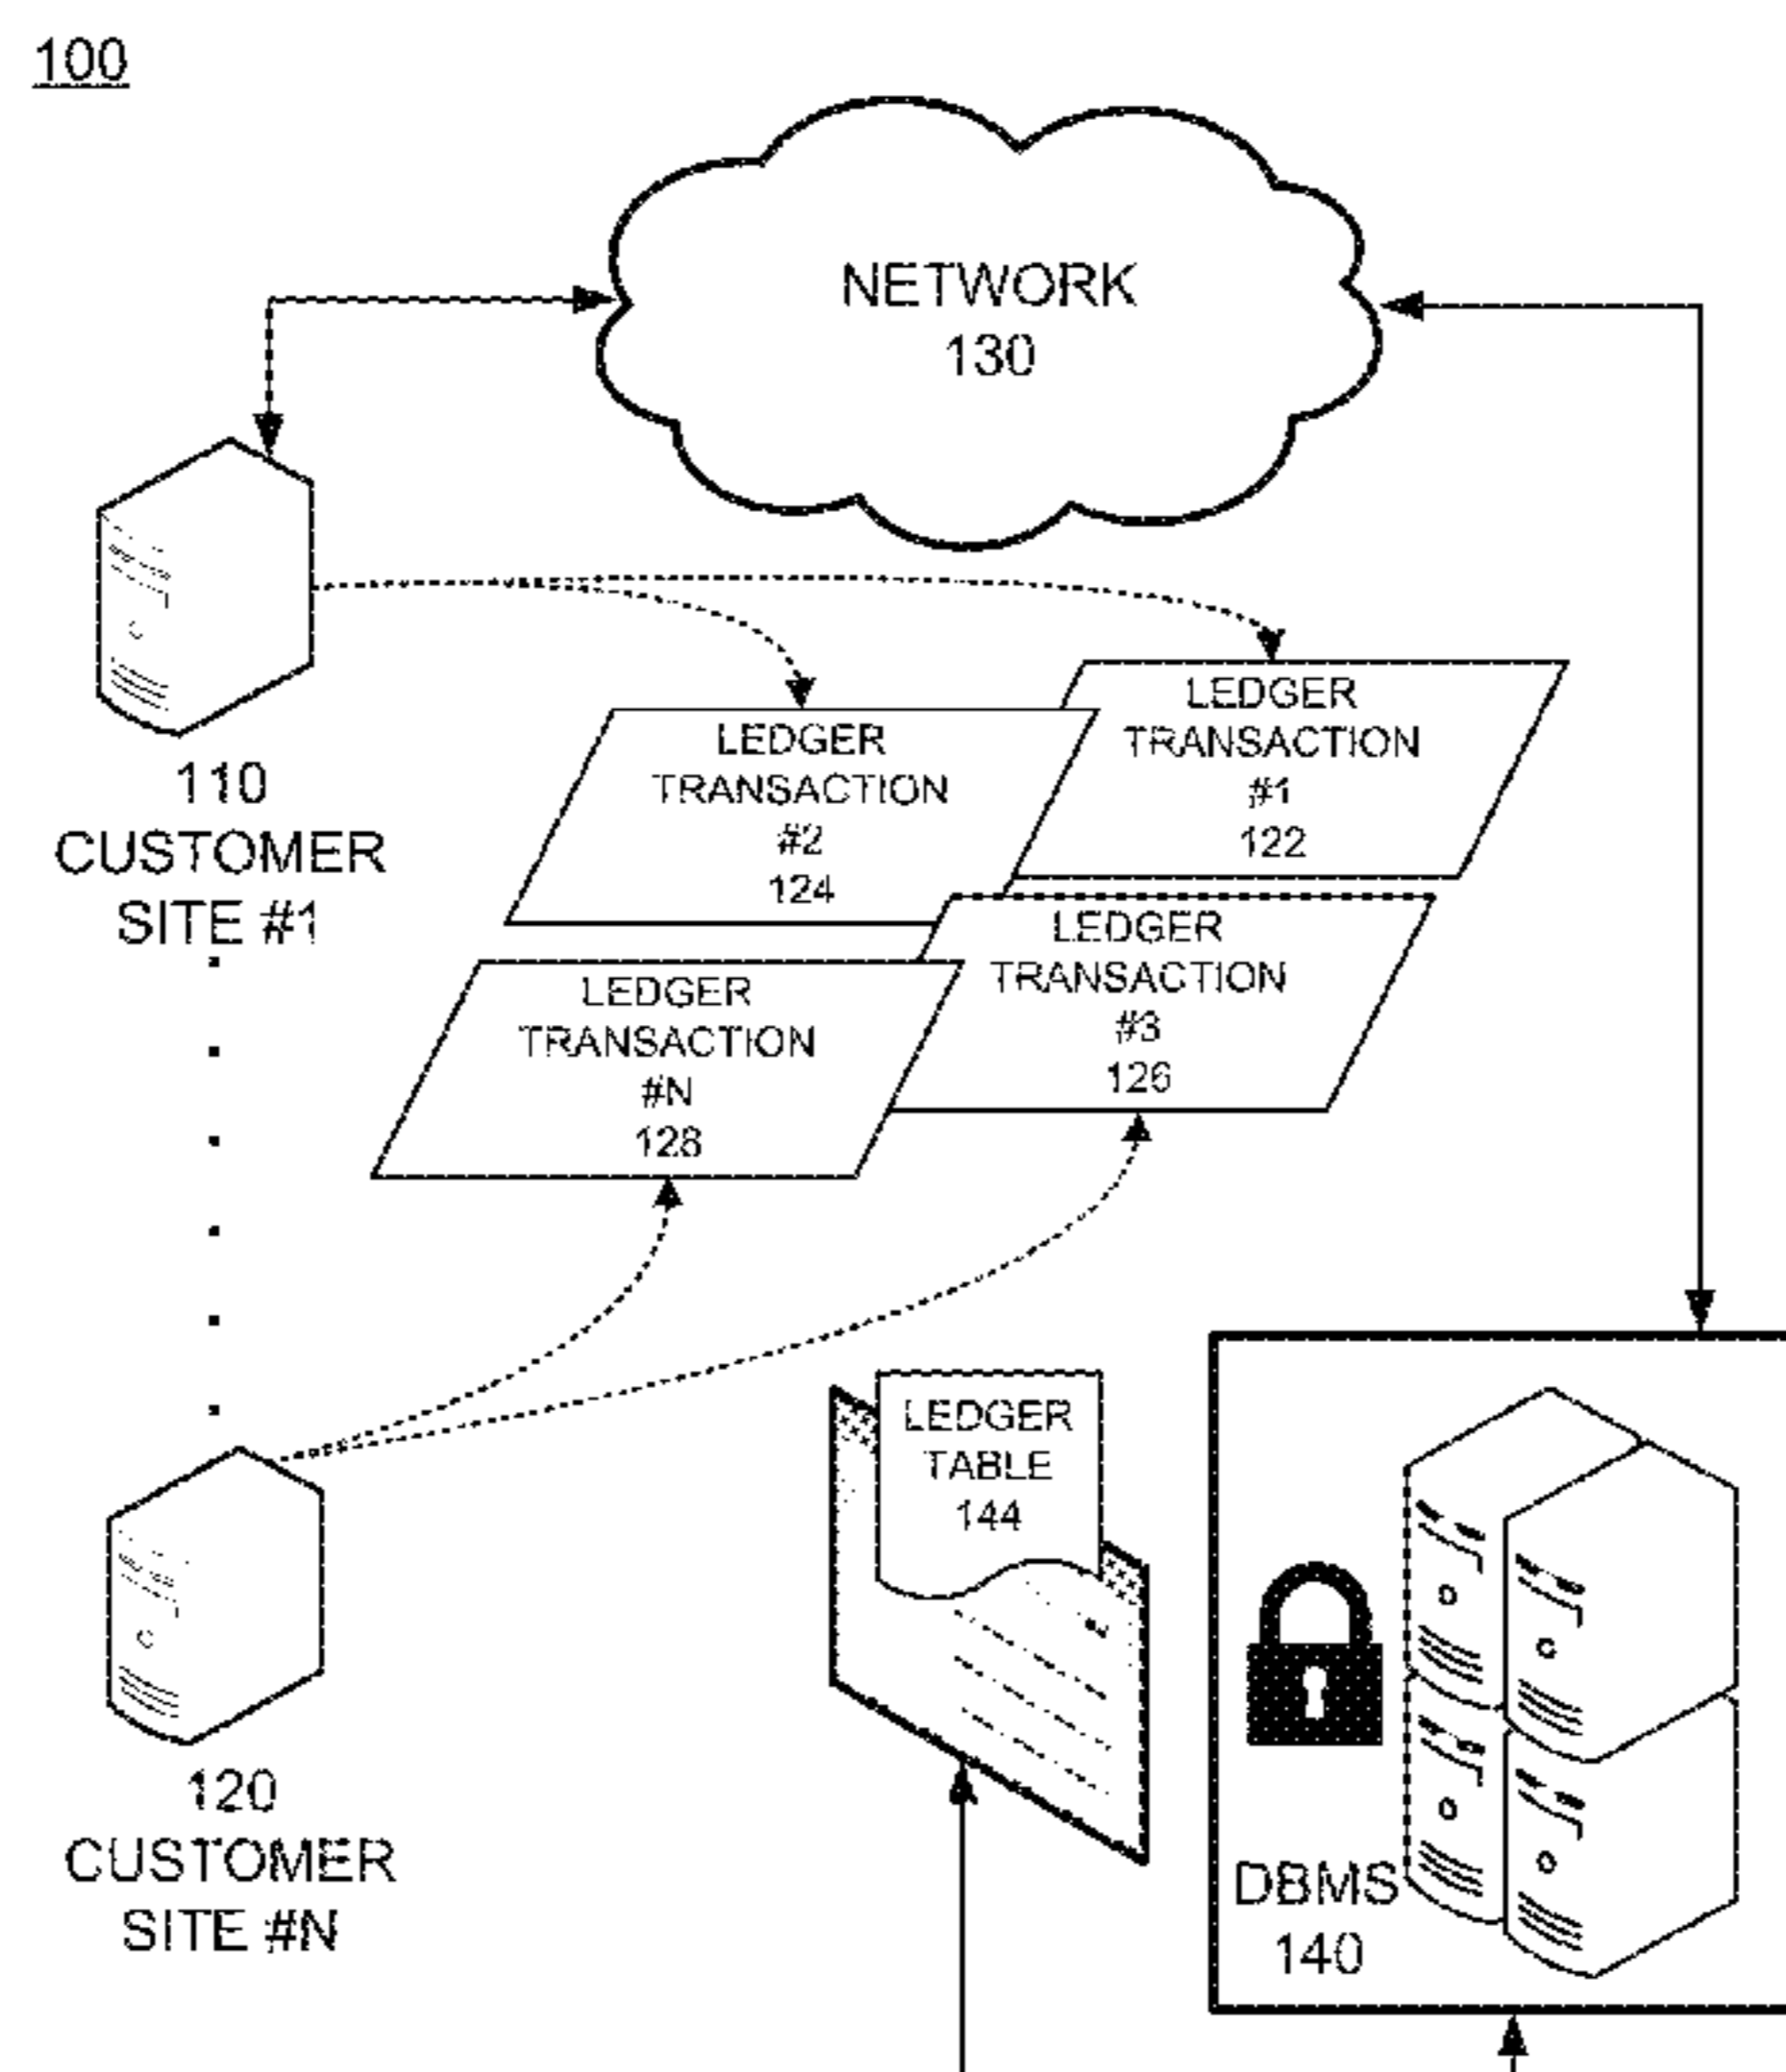 100
NETWORK
130
110
CUSTOMER
SITE #1
LEDGER
TRANSACTION
#1
122
LEDGER
TRANSACTION
#2
124
LEDGER
TRANSACTION
#3
126
LEDGER
TRANSACTION
#N
128
LEDGER
TABLE
144
120
CUSTOMER
SITE #N
DBMS
140